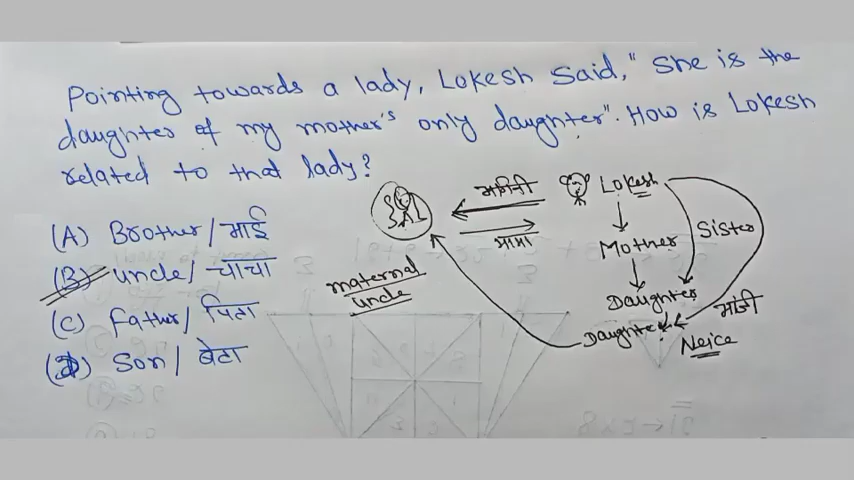 Pointing towards a lady, Lokesh Said," She is the
daughter of my mother's only daughter". How is Lokesh
related to that lady?
(A) Brother/ भाई
(B) uncle/ चाचा
(C) Father/ पिता
(D) Son/ बेटा
Lokesh
मामा
Mother
Sister
maternal
uncle
Daughter
Daughter
Neice